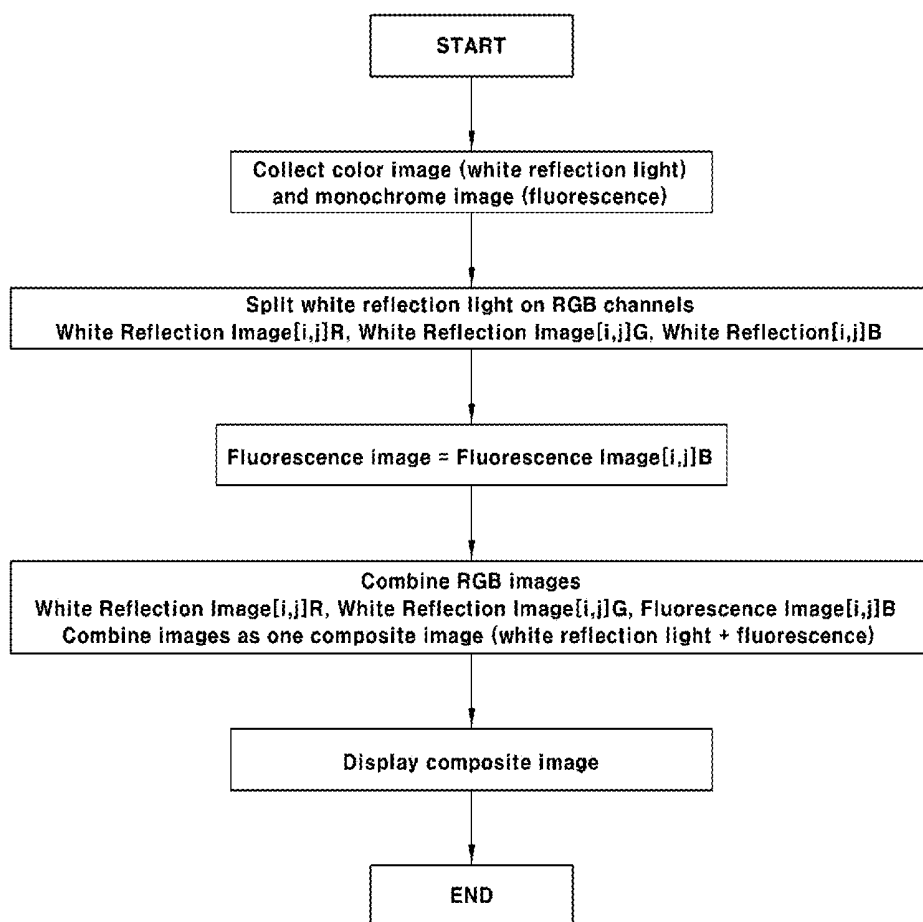 START
Collect color image (white reflection light)
and monochrome image (fluorescence)
Split white reflection light on RGB channels
White Reflection Image[i,j]R, White Reflection Image[i,j]G, White Reflection[i,j]B
Fluorescence image = Fluorescence Image[i,j]B
Combine RGB images
White Reflection Image[i,j]R, White Reflection Image[i,j]G, Fluorescence Image[i,j]B
Combine images as one composite image (white reflection light + fluorescence)
Display composite image
END